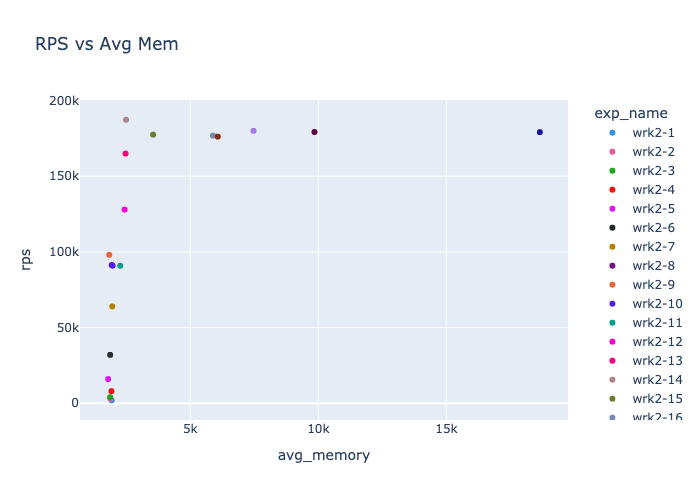 RPS vs Avg Mem
exp_name
wrk2-1
wrk2-2
wrk2-3
wrk2-4
wrk2-5
wrk2-6
wrk2-7
wrk2-8
wrk2-9
wrk2-10
wrk2-11
wrk2-12
wrk2-13
wrk2-14
wrk2-15
wrk2-16
rps
200k
150k
100k
50k
0
5k
10k
15k
avg_memory